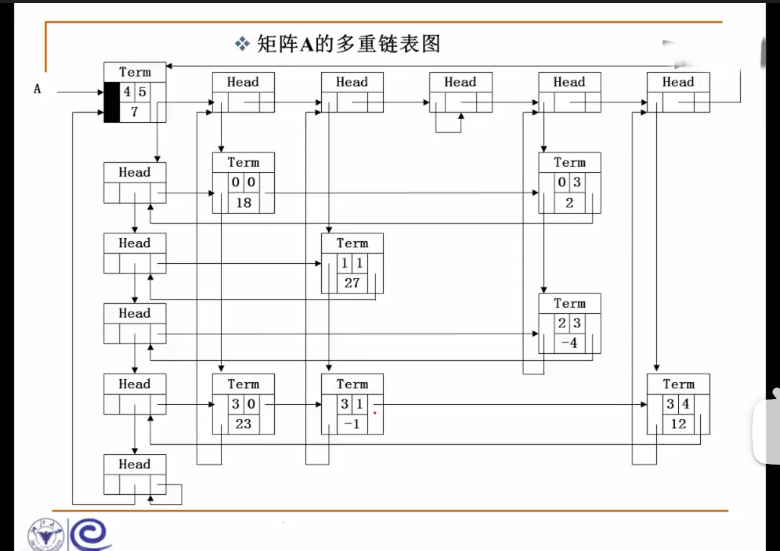 ❖ 矩阵A的多重链表图
A
Term
4 5
7
Head
Head
Head
Head
Head
Head
Term
0 0
18
Term
0 3
2
Head
Term
1 1
27
Head
Term
2 3
-4
Head
Term
3 0
23
Term
3 1
-1
Term
3 4
12
Head